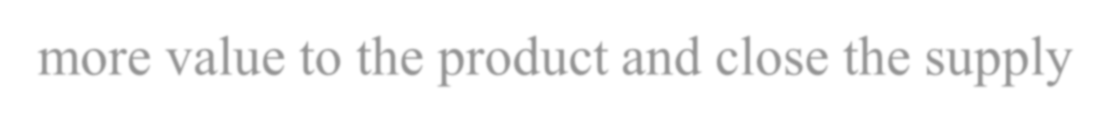 more value to the product and close the supply